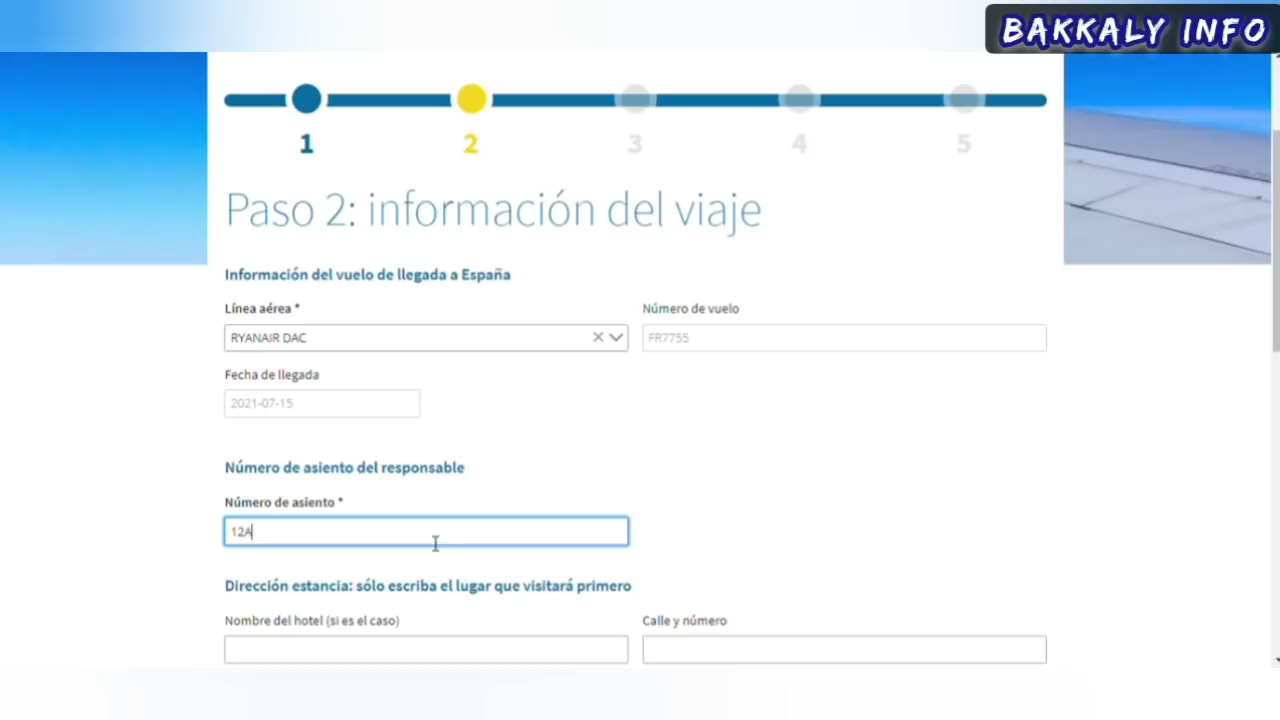 BAKKALY INFO
1 2 3 4 5
Paso 2: información del viaje
Información del vuelo de llegada a España
Línea aérea * Número de vuelo
RYANAIR DAC FR7755
Fecha de llegada
2021-07-15
Número de asiento del responsable
Número de asiento *
12A
Dirección estancia: sólo escriba el lugar que visitará primero
Nombre del hotel (si es el caso) Calle y número